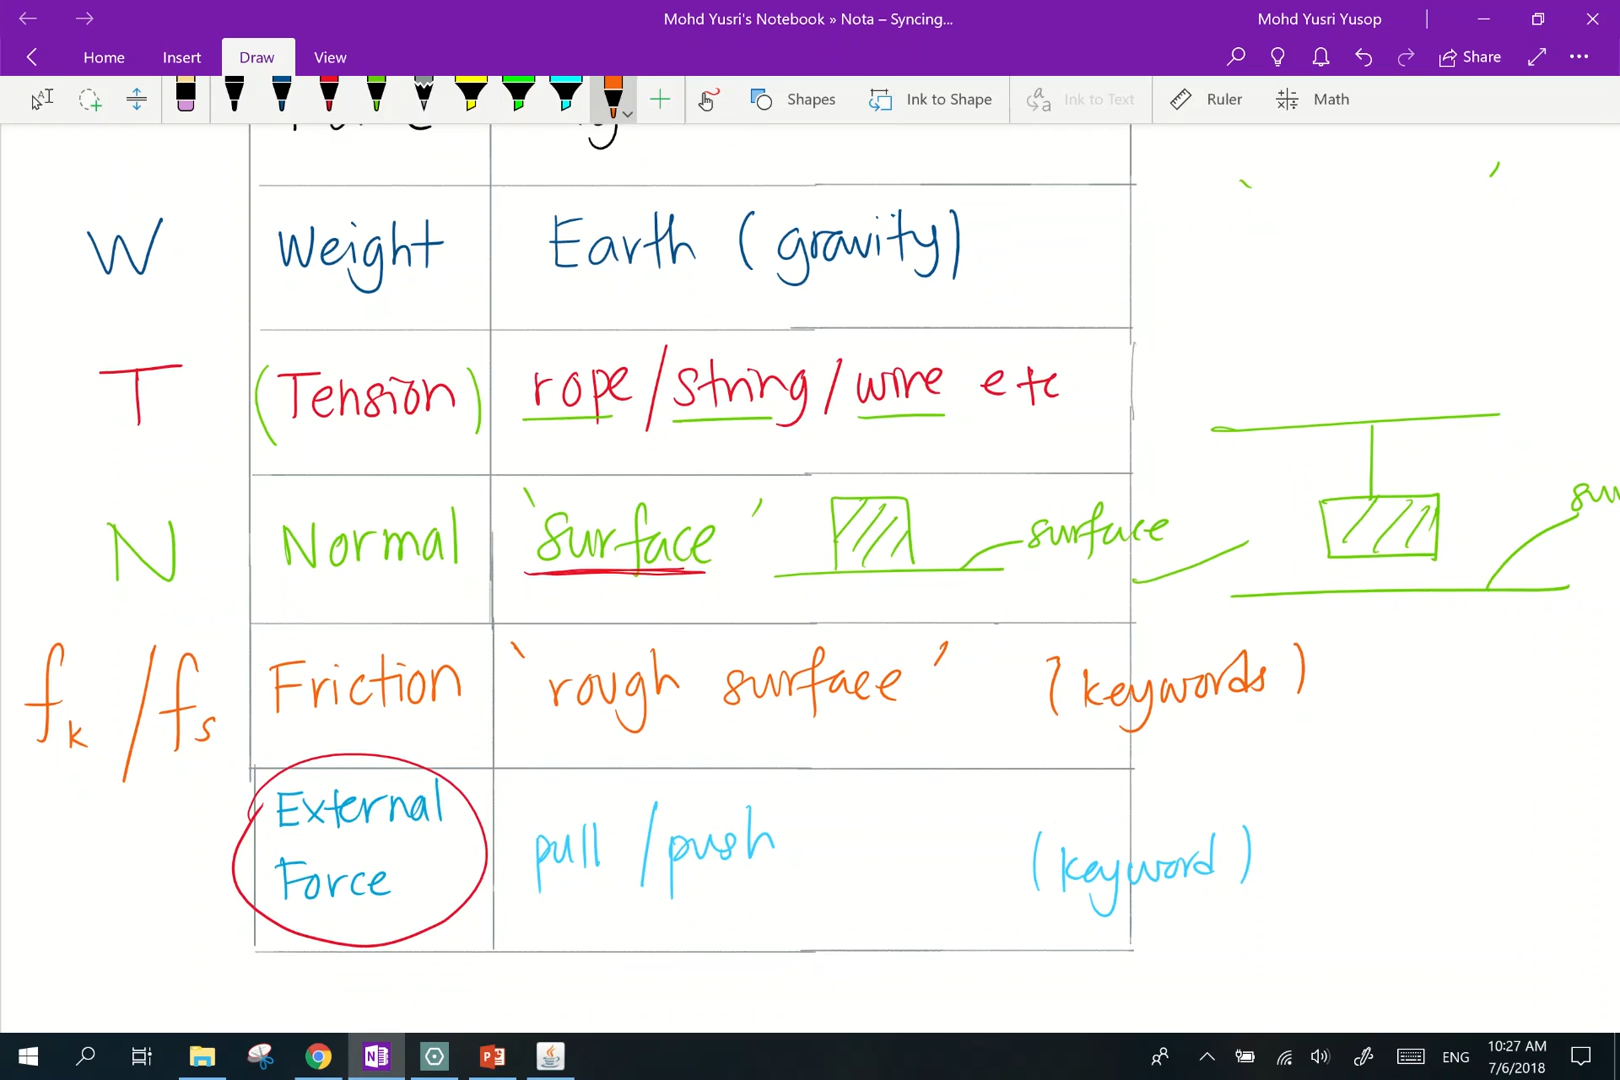 Mohd Yusri's Notebook » Nota – Syncing...
Mohd Yusri Yusop
Home Insert Draw View
Share
Shapes
Ink to Shape
Ink to Text
Ruler
Math
W Weight Earth (gravity)
T (Tension) rope/string/wire etc
N Normal 'surface' surface
fk/fs Friction 'rough surface' (keywords)
External Force pull/push (keyword)
ENG
10:27 AM
7/6/2018